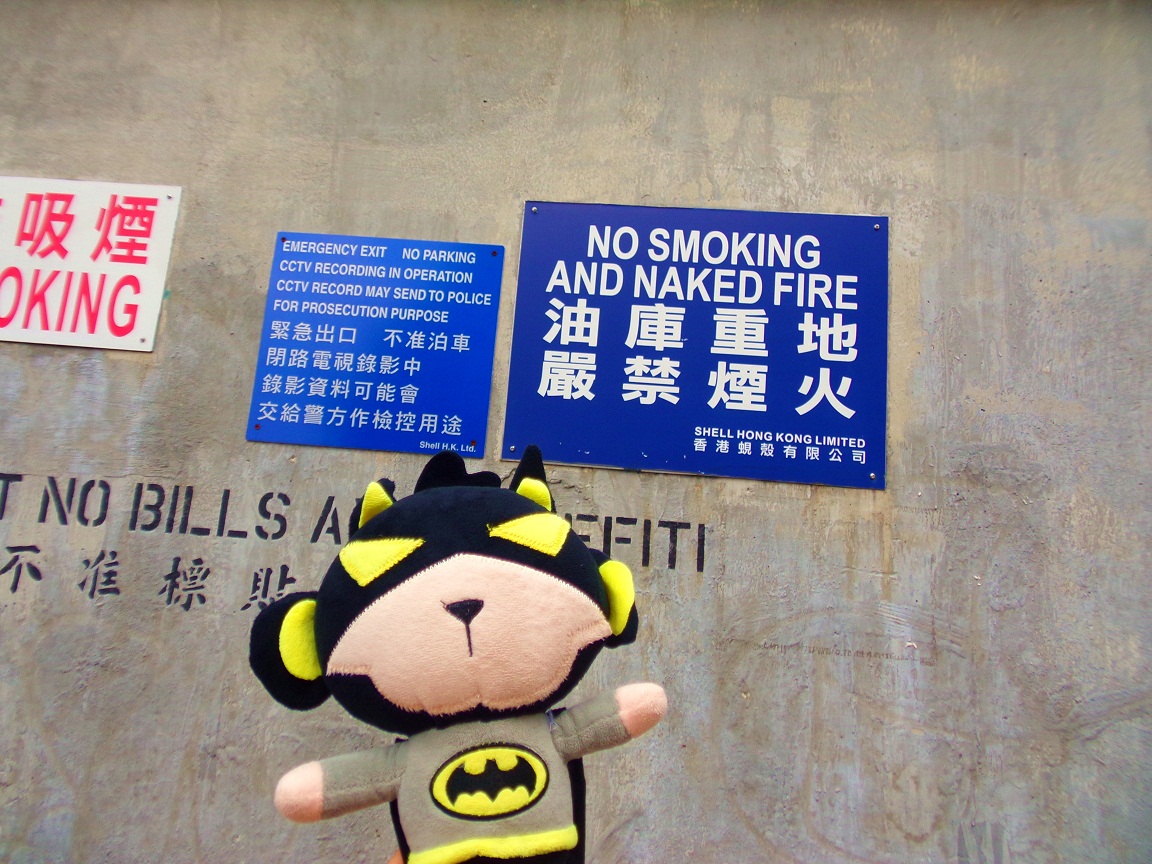 吸煙
OKING
EMERGENCY EXIT NO PARKING
CCTV RECORDING IN OPERATION
CCTV RECORD MAY SEND TO POLICE
FOR PROSECUTION PURPOSE
緊急出口 不准泊車
閉路電視錄影中
錄影資料可能會
交給警方作檢控用途
Shell H.K. Ltd.
NO SMOKING
AND NAKED FIRE
油庫重地
嚴禁煙火
SHELL HONG KONG LIMITED
香港蜆殼有限公司
T NO BILLS A FFITI
不准標貼